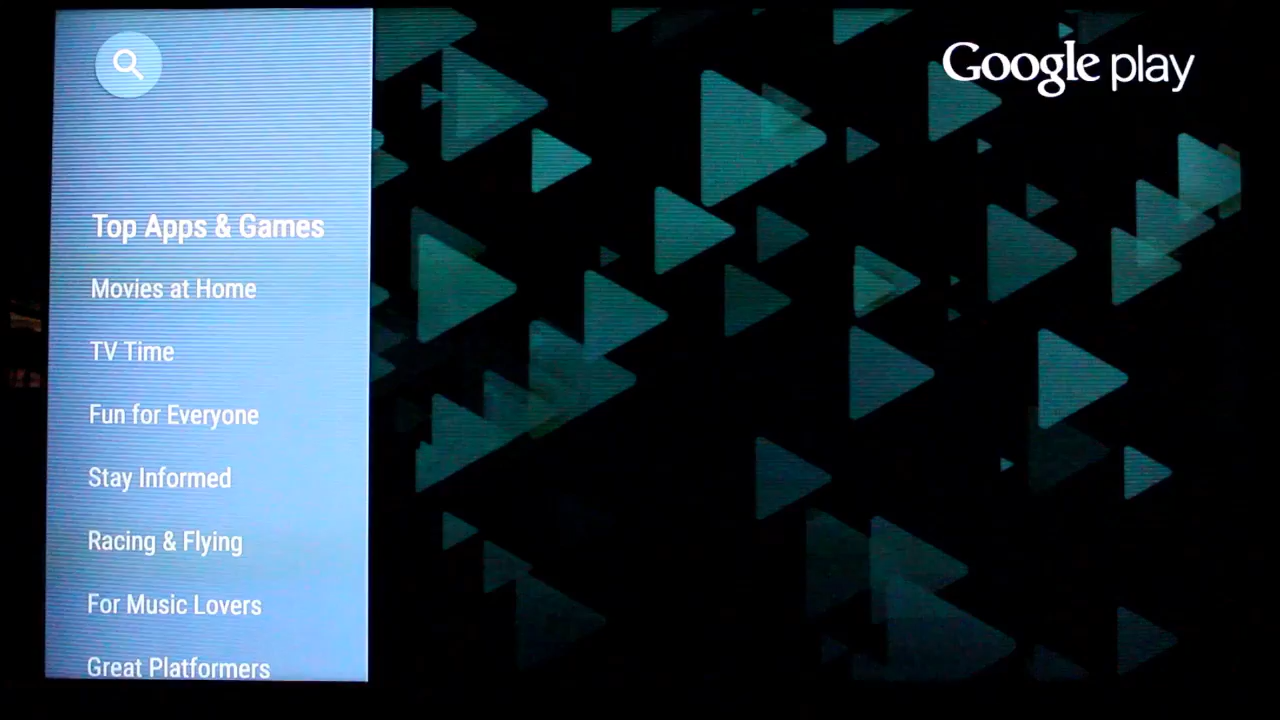 Google play
Top Apps & Games
Movies at Home
TV Time
Fun for Everyone
Stay Informed
Racing & Flying
For Music Lovers
Great Platformers